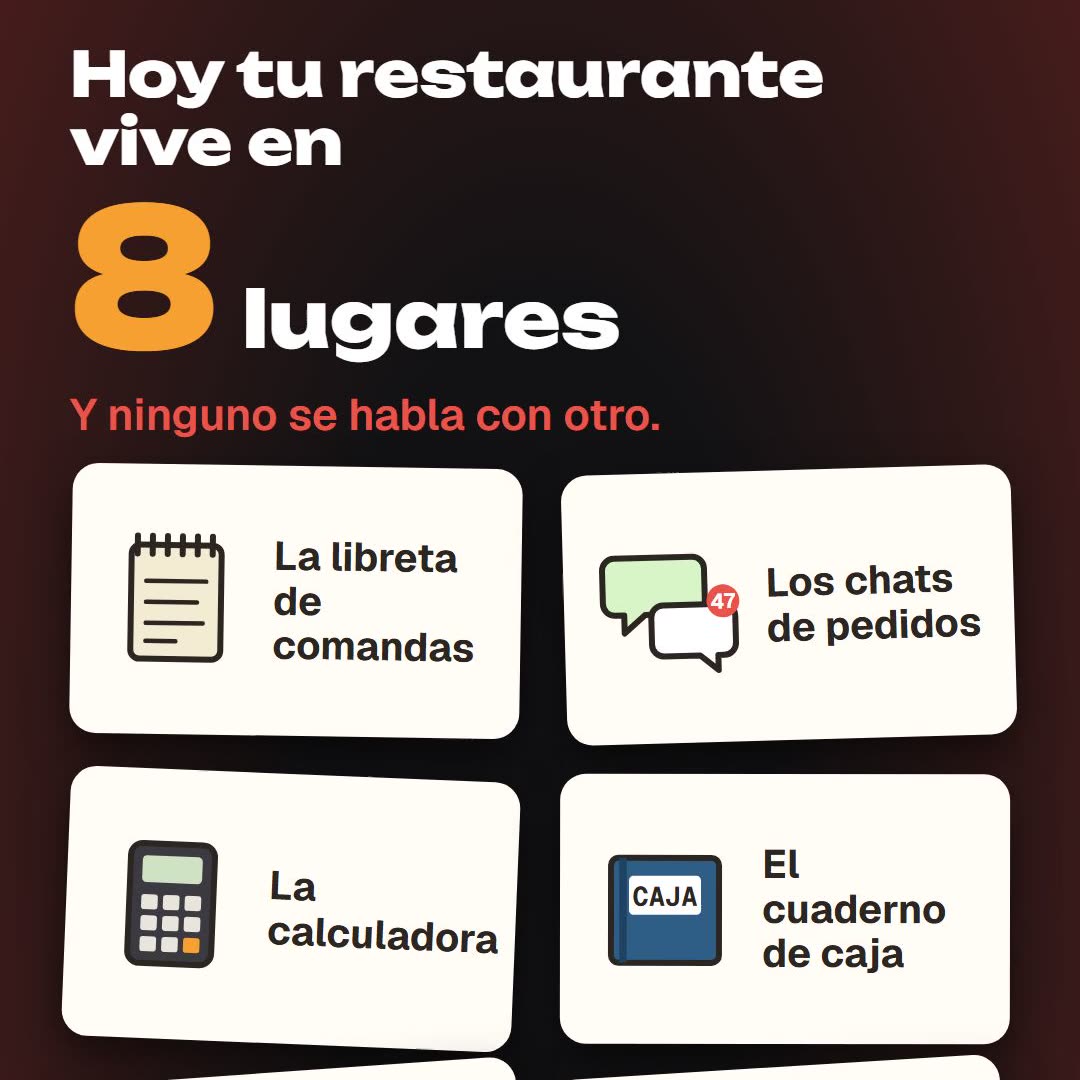 Hoy tu restaurante
vive en
8 lugares
Y ninguno se habla con otro.
La libreta
de
comandas
47
Los chats
de pedidos
La
calculadora
CAJA
El
cuaderno
de caja